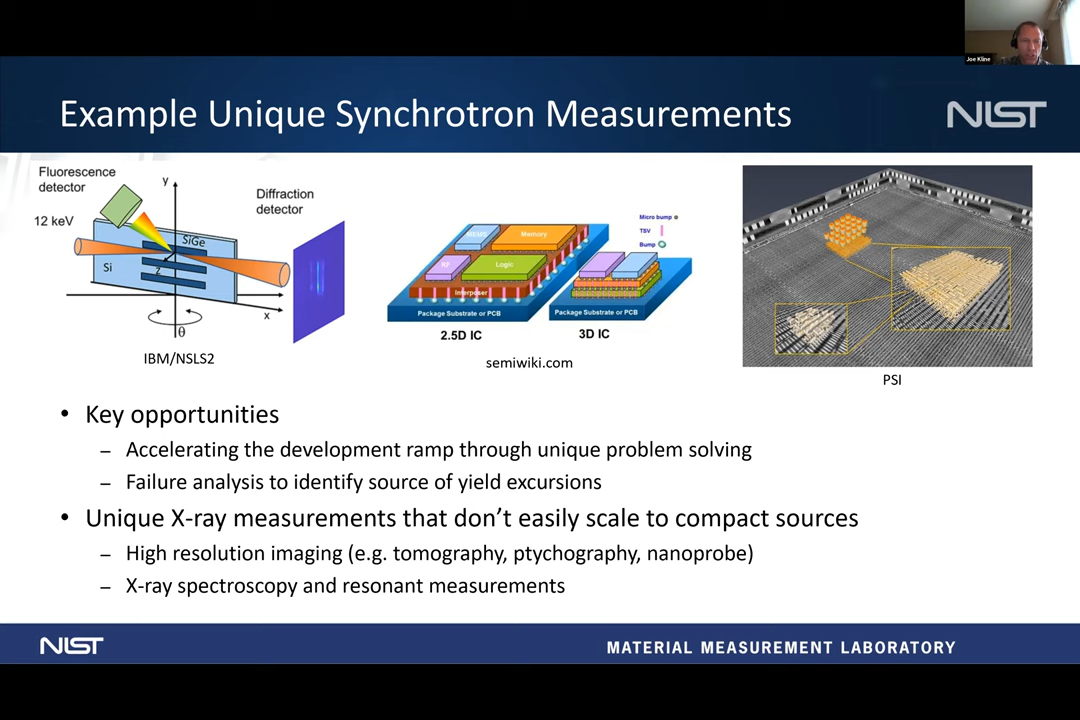 Joe Kline
Example Unique Synchrotron Measurements
NIST
Fluorescence
detector
12 keV
y
SiGe
Si
z
x
θ
Diffraction
detector
IBM/NSLS2
MEMS
Memory
RF
Logic
Interposer
Package Substrate or PCB
2.5D IC
Micro bump
TSV
Bump
Package Substrate or PCB
3D IC
semiwiki.com
PSI
• Key opportunities
– Accelerating the development ramp through unique problem solving
– Failure analysis to identify source of yield excursions
• Unique X-ray measurements that don’t easily scale to compact sources
– High resolution imaging (e.g. tomography, ptychography, nanoprobe)
– X-ray spectroscopy and resonant measurements
NIST
MATERIAL MEASUREMENT LABORATORY